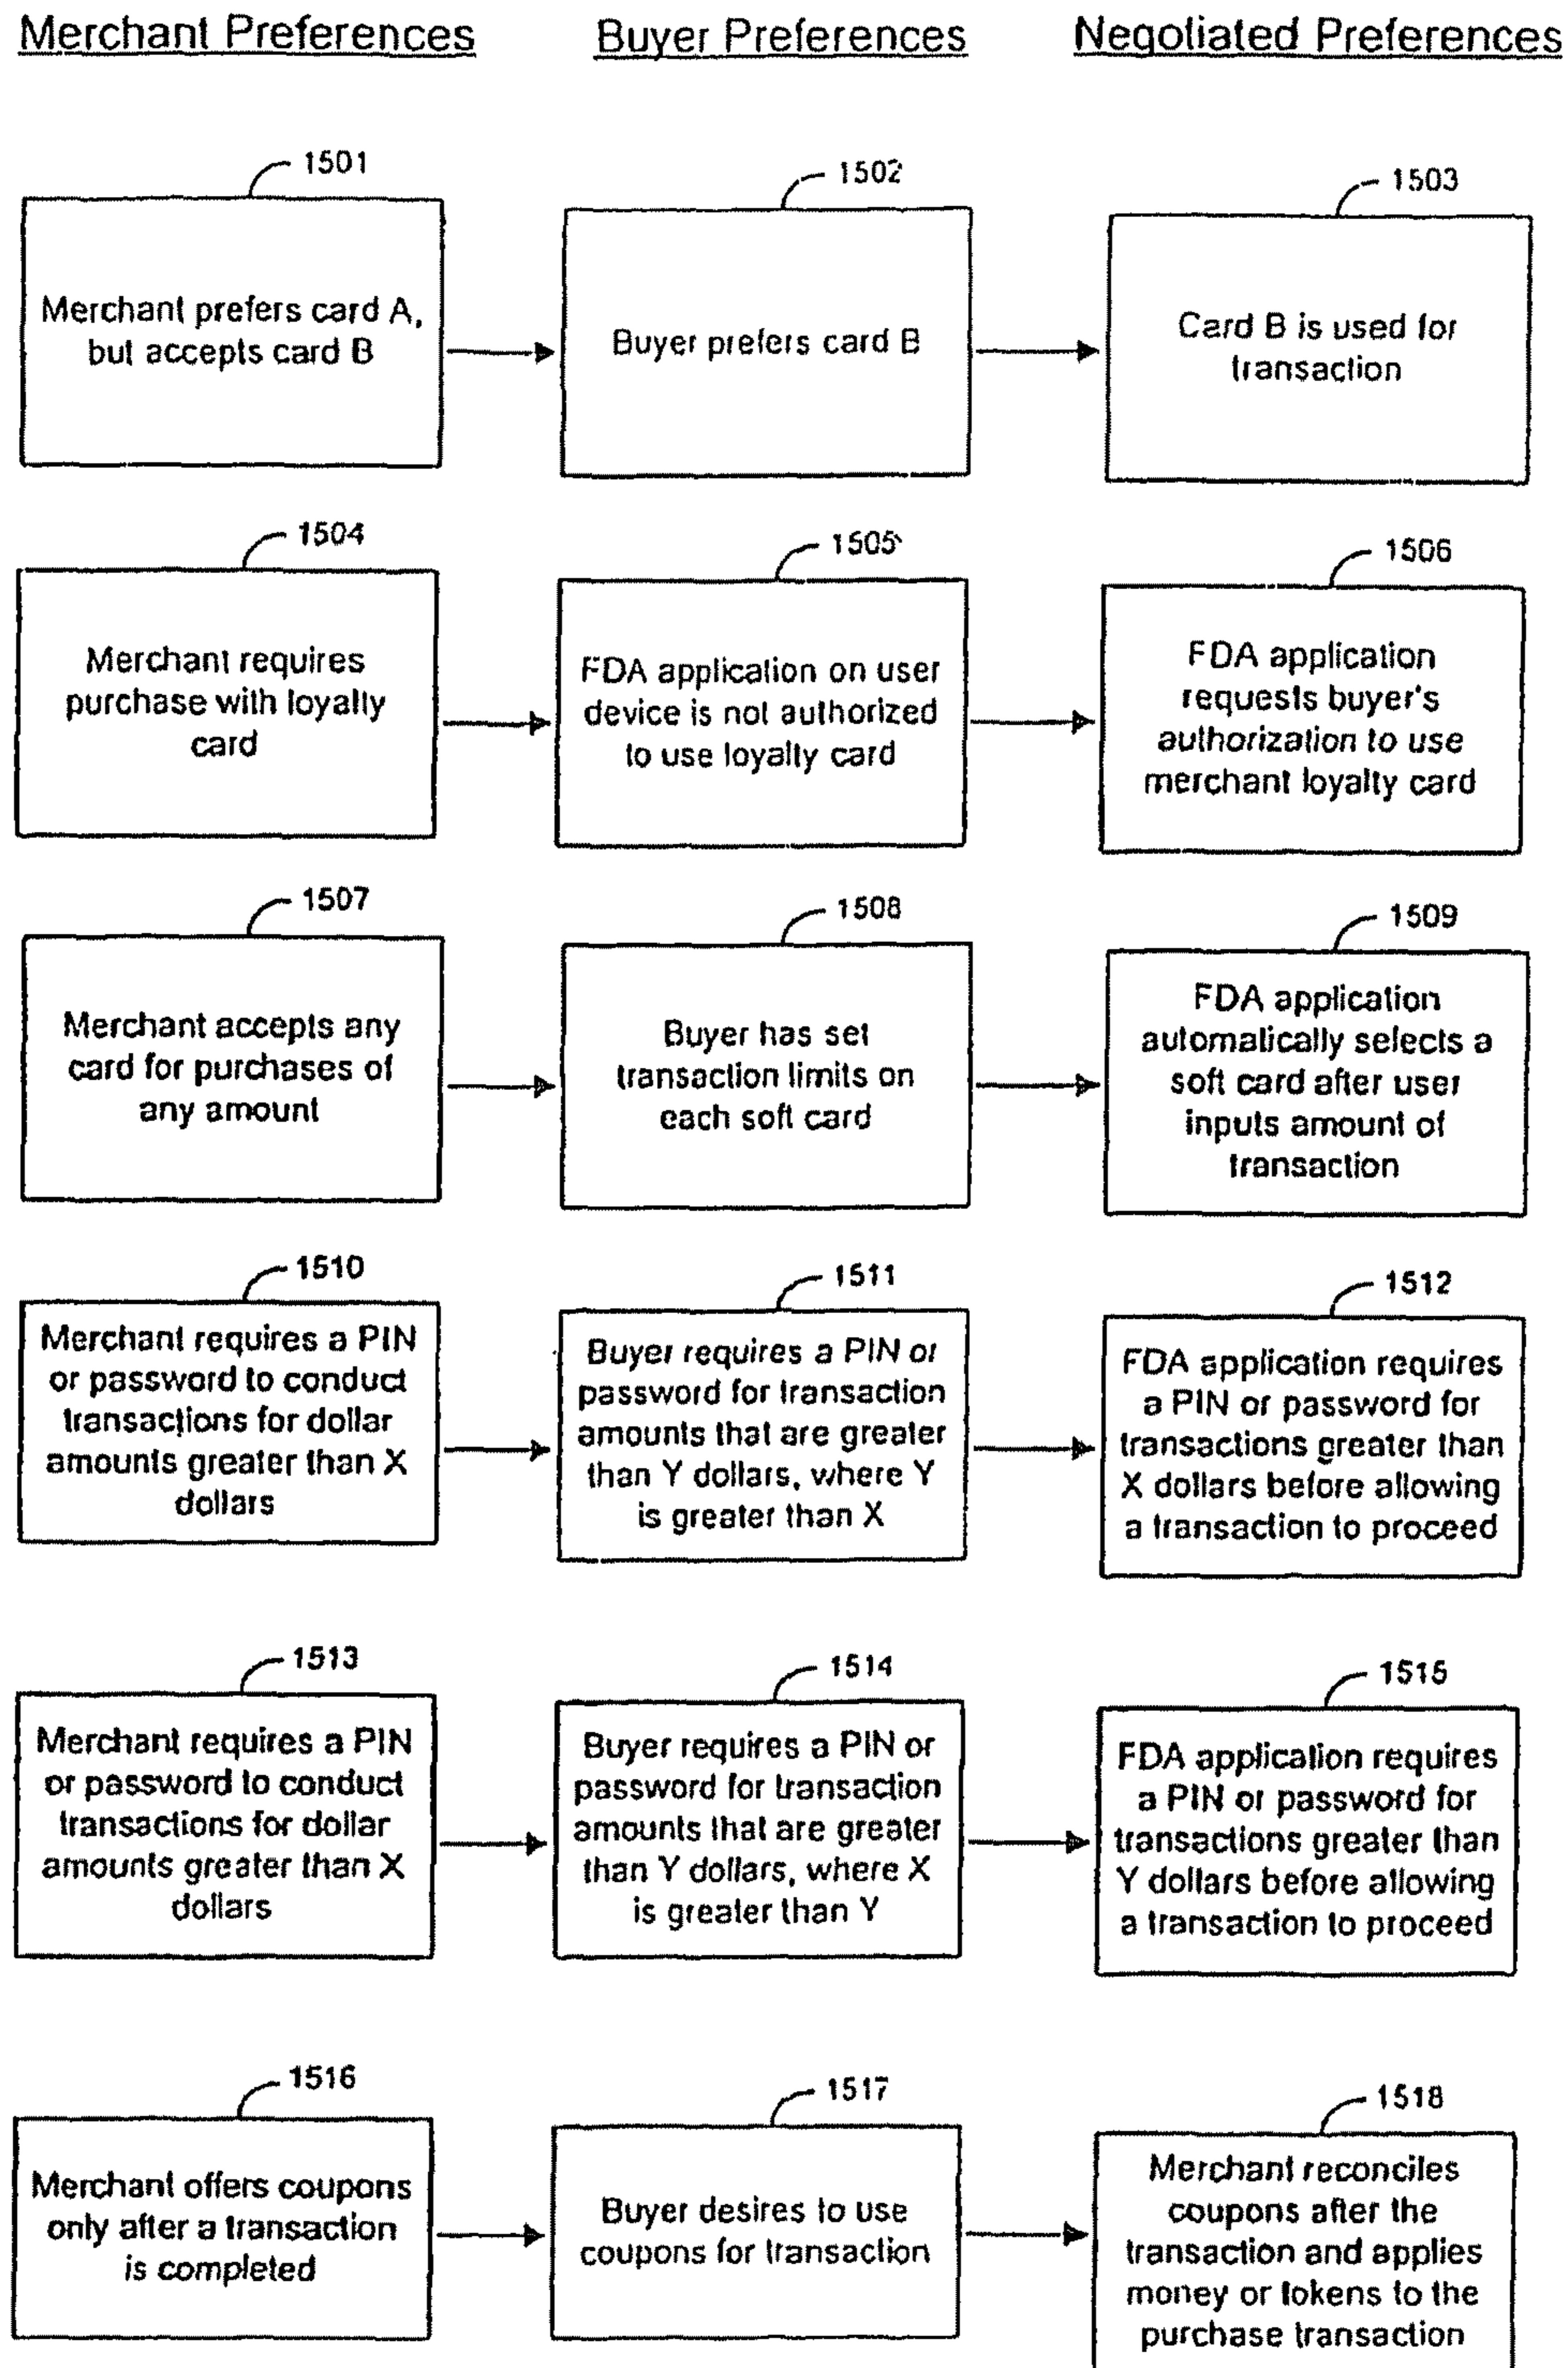 Merchant Preferences
Buyer Preferences
Negotiated Preferences
1501
Merchant prefers card A,
but accepts card B
1502
Buyer prefers card B
1503
Card B is used for
transaction
1504
Merchant requires
purchase with loyalty
card
1505
FDA application on user
device is not authorized
to use loyalty card
1506
FDA application
requests buyer's
authorization to use
merchant loyalty card
1507
Merchant accepts any
card for purchases of
any amount
1508
Buyer has set
transaction limits on
each soft card
1509
FDA application
automatically selects a
soft card after user
inputs amount of
transaction
1510
Merchant requires a PIN
or password to conduct
transactions for dollar
amounts greater than X
dollars
1511
Buyer requires a PIN or
password for transaction
amounts that are greater
than Y dollars, where Y
is greater than X
1512
FDA application requires
a PIN or password for
transactions greater than
X dollars before allowing
a transaction to proceed
1513
Merchant requires a PIN
or password to conduct
transactions for dollar
amounts greater than X
dollars
1514
Buyer requires a PIN or
password for transaction
amounts that are greater
than Y dollars, where X
is greater than Y
1515
FDA application requires
a PIN or password for
transactions greater than
Y dollars before allowing
a transaction to proceed
1516
Merchant offers coupons
only after a transaction
is completed
1517
Buyer desires to use
coupons for transaction
1518
Merchant reconciles
coupons after the
transaction and applies
money or tokens to the
purchase transaction